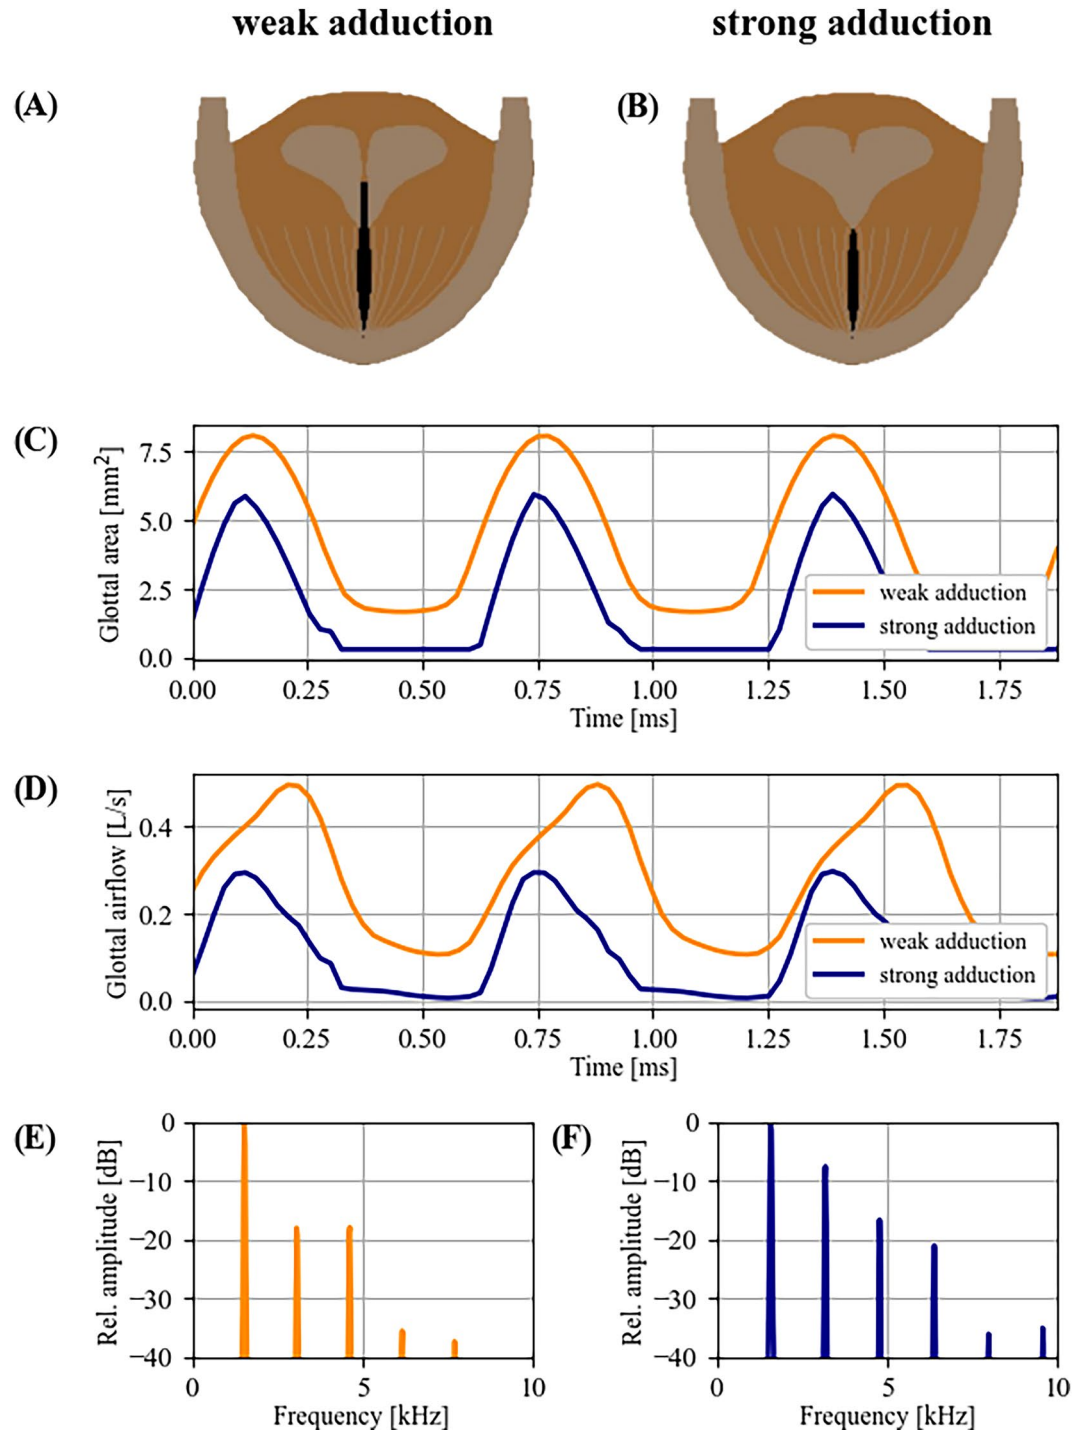 weak adduction strong adduction
(A) (B)
(C)
Glottal area [mm²]
7.5
5.0
2.5
0.0
weak adduction
strong adduction
0.00 0.25 0.50 0.75 1.00 1.25 1.50 1.75
Time [ms]
(D)
Glottal airflow [L/s]
0.4
0.2
0.0
weak adduction
strong adduction
0.00 0.25 0.50 0.75 1.00 1.25 1.50 1.75
Time [ms]
(E)
Rel. amplitude [dB]
0
−10
−20
−30
−40
0 5 10
Frequency [kHz]
(F)
Rel. amplitude [dB]
0
−10
−20
−30
−40
0 5 10
Frequency [kHz]